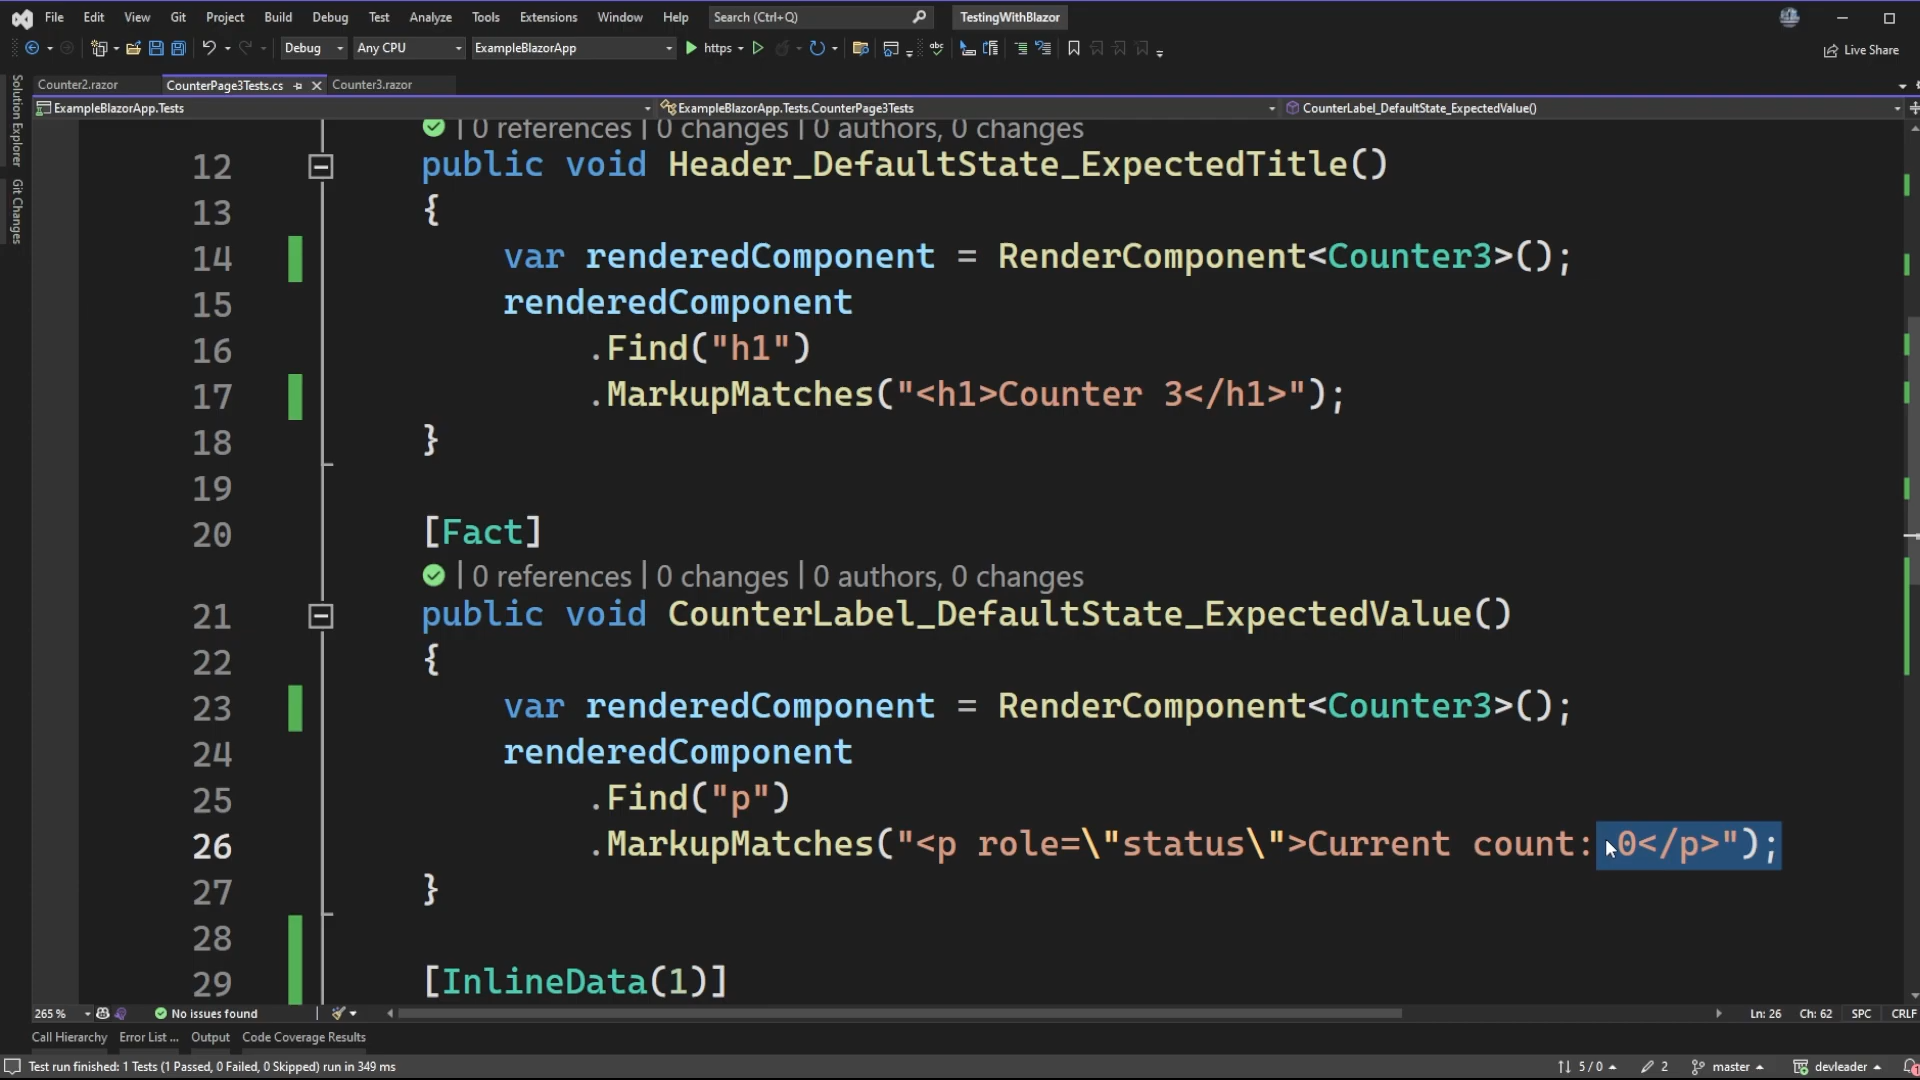 File Edit View Git Project Build Debug Test Analyze Tools Extensions Window Help Search (Ctrl+Q) TestingWithBlazor
Debug Any CPU ExampleBlazorApp https Live Share
Solution Explorer
Git Changes
Counter2.razor CounterPage3Tests.cs Counter3.razor
ExampleBlazorApp.Tests ExampleBlazorApp.Tests.CounterPage3Tests CounterLabel_DefaultState_ExpectedValue()
| 0 references | 0 changes | 0 authors, 0 changes
12 public void Header_DefaultState_ExpectedTitle()
13 {
14 var renderedComponent = RenderComponent<Counter3>();
15 renderedComponent
16 .Find("h1")
17 .MarkupMatches("<h1>Counter 3</h1>");
18 }
19
20 [Fact]
| 0 references | 0 changes | 0 authors, 0 changes
21 public void CounterLabel_DefaultState_ExpectedValue()
22 {
23 var renderedComponent = RenderComponent<Counter3>();
24 renderedComponent
25 .Find("p")
26 .MarkupMatches("<p role=\"status\">Current count: 0</p>");
27 }
28
29 [InlineData(1)]
265 % No issues found Ln: 26 Ch: 62 SPC CRLF
Call Hierarchy Error List ... Output Code Coverage Results
Test run finished: 1 Tests (1 Passed, 0 Failed, 0 Skipped) run in 349 ms 5 / 0 2 master devleader